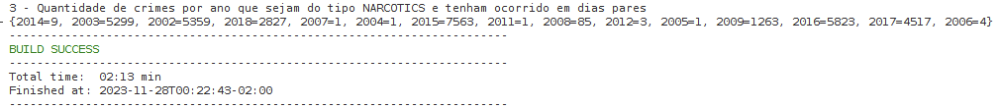 3 - Quantidade de crimes por ano que sejam do tipo NARCOTICS e tenham ocorrido em dias pares
{2014=9, 2003=5299, 2002=5359, 2018=2827, 2007=1, 2004=1, 2015=7563, 2011=1, 2008=85, 2012=3, 2005=1, 2009=1263, 2016=5823, 2017=4517, 2006=4}
------------------------------------------------------------------------
BUILD SUCCESS
------------------------------------------------------------------------
Total time:  02:13 min
Finished at: 2023-11-28T00:22:43-02:00
------------------------------------------------------------------------